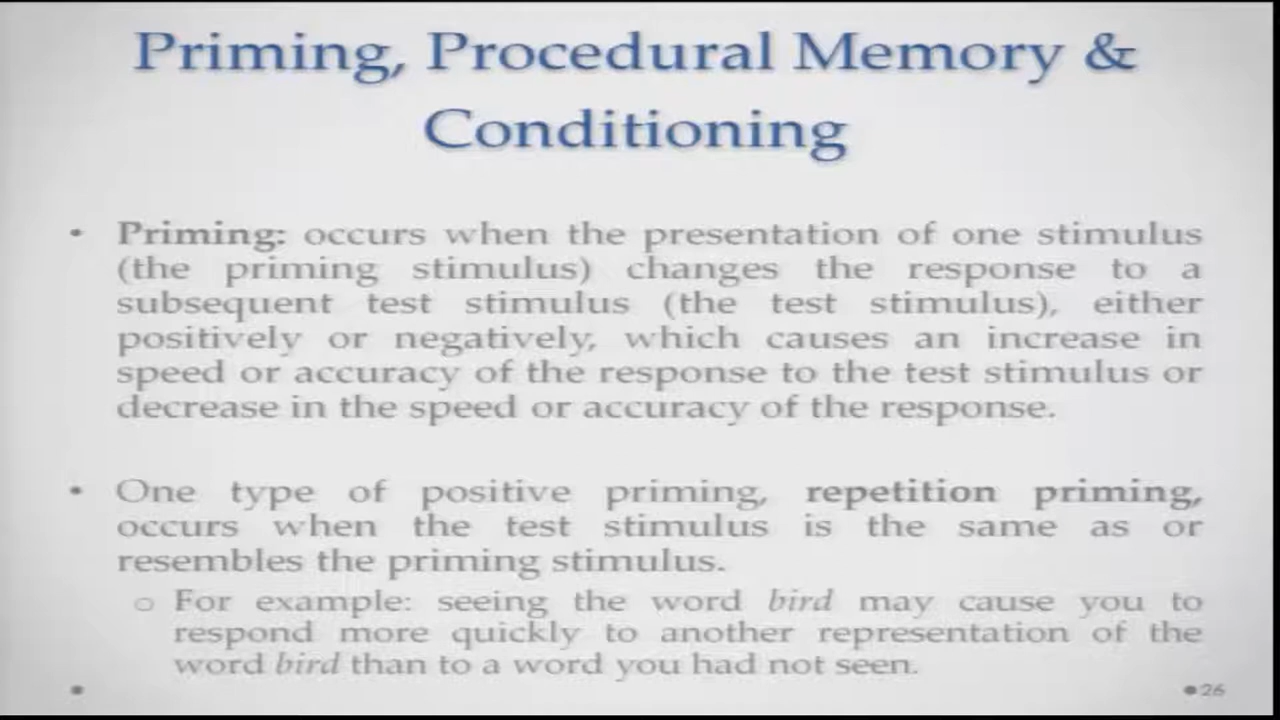 Priming, Procedural Memory &
Conditioning
• Priming: occurs when the presentation of one stimulus
(the priming stimulus) changes the response to a
subsequent test stimulus (the test stimulus), either
positively or negatively, which causes an increase in
speed or accuracy of the response to the test stimulus or
decrease in the speed or accuracy of the response.
• One type of positive priming, repetition priming,
occurs when the test stimulus is the same as or
resembles the priming stimulus.
o For example: seeing the word bird may cause you to
respond more quickly to another representation of the
word bird than to a word you had not seen.
• 26